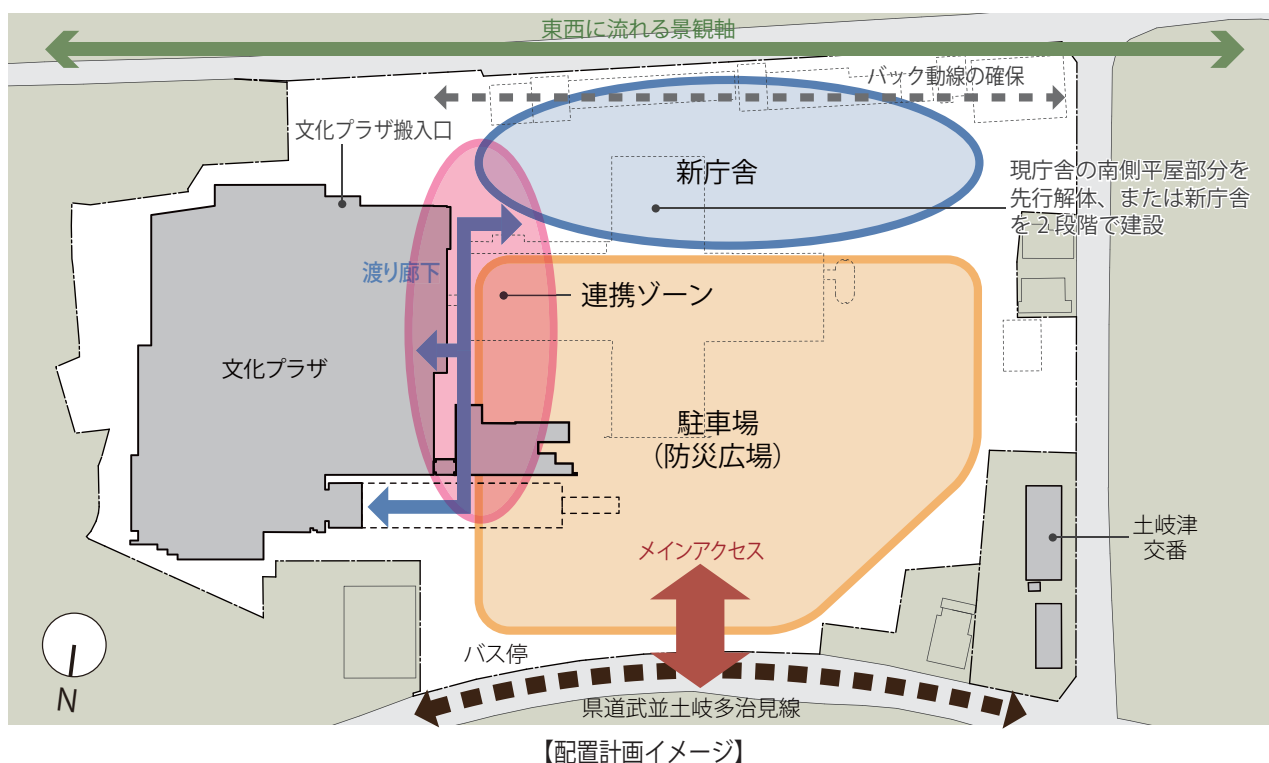 東西に流れる景観軸
バック動線の確保
文化プラザ搬入口
新庁舎
現庁舎の南側平屋部分を
先行解体、または新庁舎
を２段階で建設
渡り廊下
連携ゾーン
文化プラザ
駐車場
（防災広場）
土岐津
交番
メインアクセス
バス停
N
県道武並土岐多治見線
【配置計画イメージ】